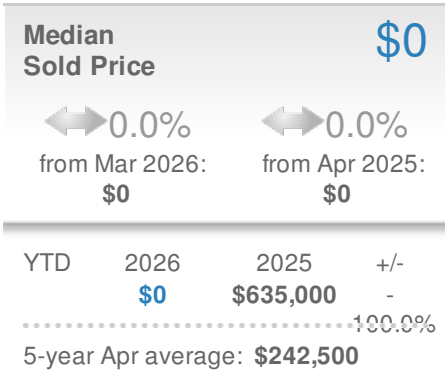 Median $0
Sold Price
0.0% 0.0%
from Mar 2026: from Apr 2025:
$0 $0
YTD 2026 2025 +/-
$0 $635,000 -
100.0%
5-year Apr average: $242,500